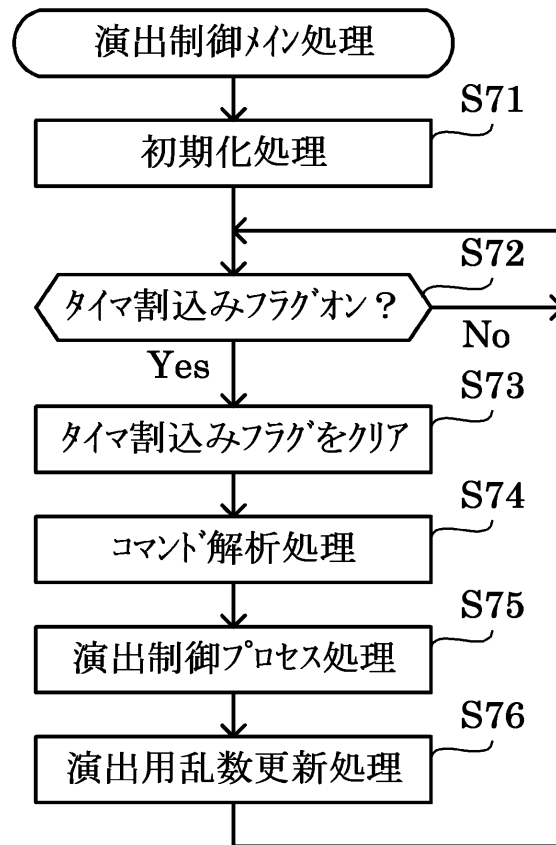 演出制御メイン処理
S71
初期化処理
S72
タイマ割込みフラグオン？
No
Yes
S73
タイマ割込みフラグをクリア
S74
コマンド解析処理
S75
演出制御プロセス処理
S76
演出用乱数更新処理